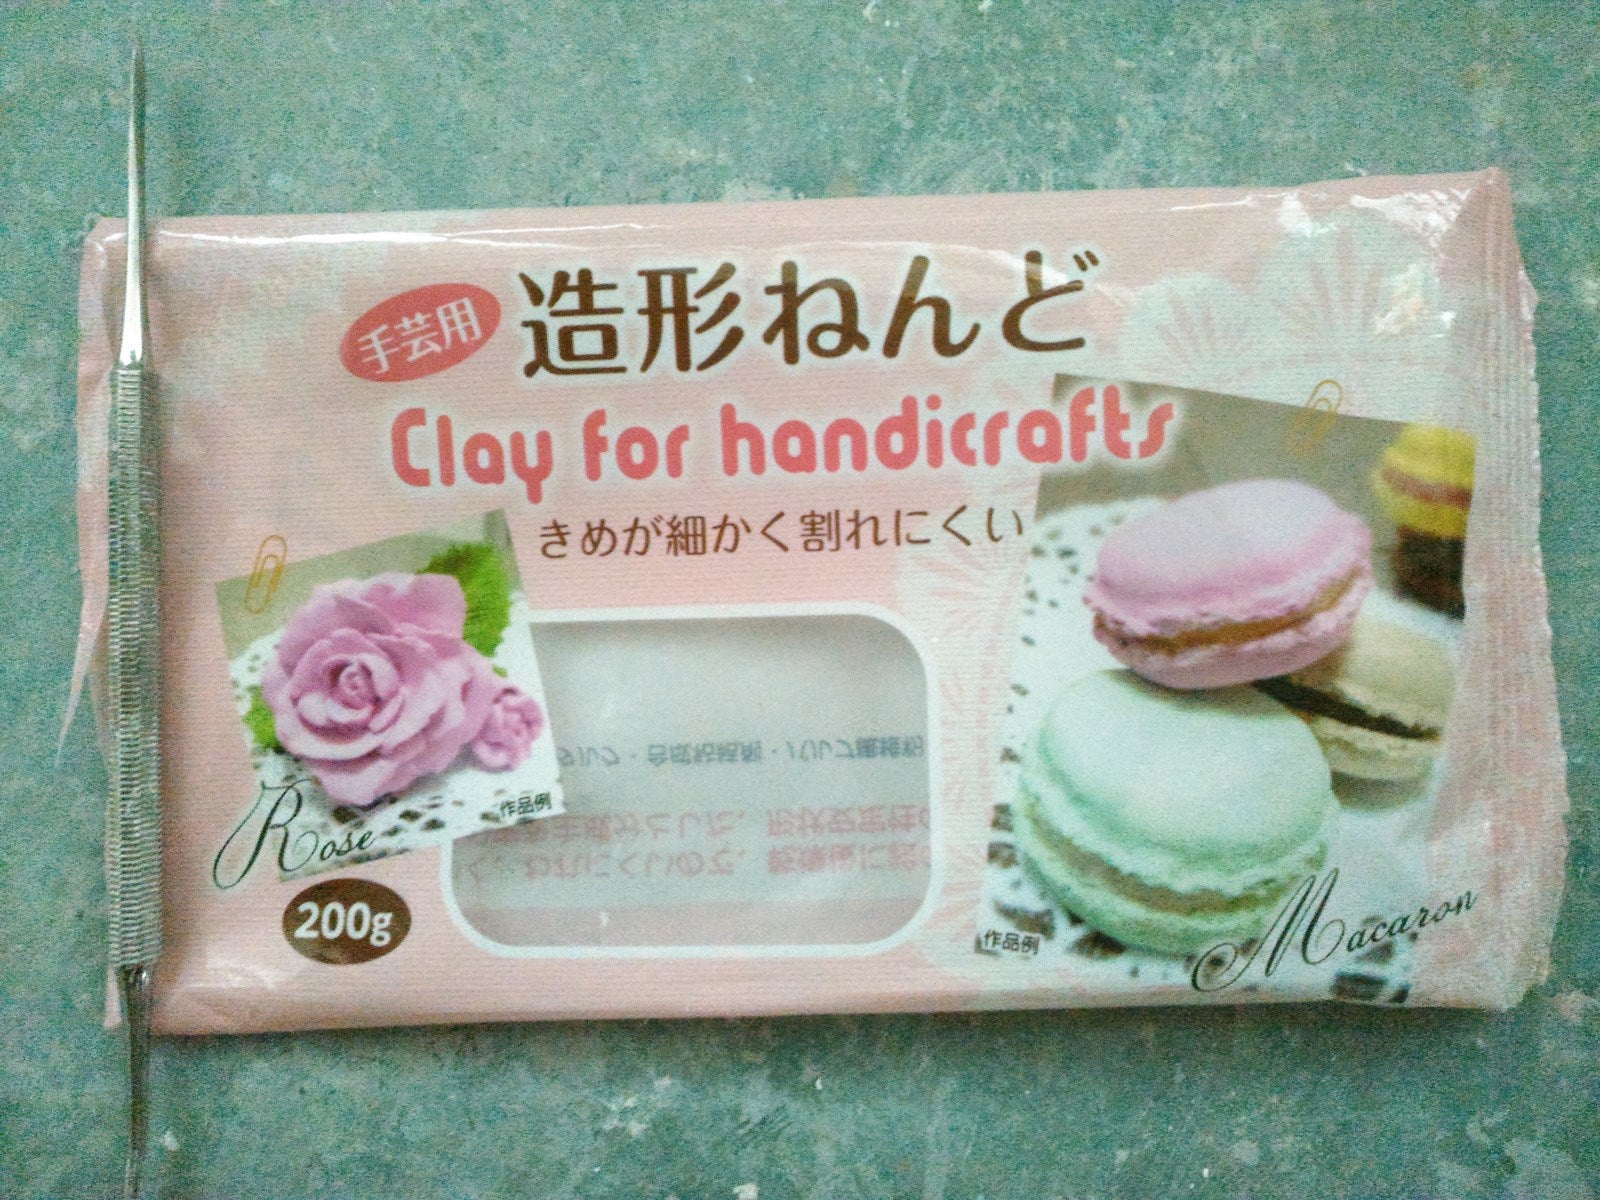 手芸用
造形ねんど
Clay for handicrafts
きめが細かく割れにくい
作品例
Rose
200g
作品例
Macaron